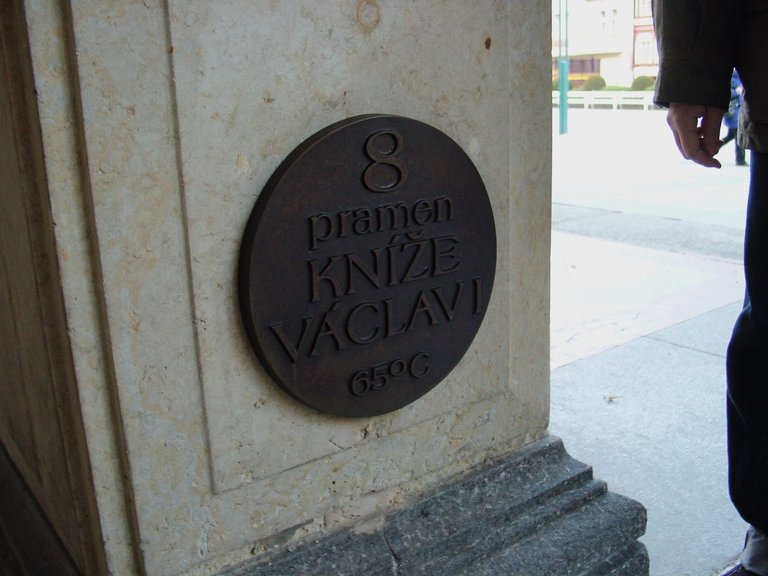 8
pramen
KNÍŽE
VÁCLAV I
65°C